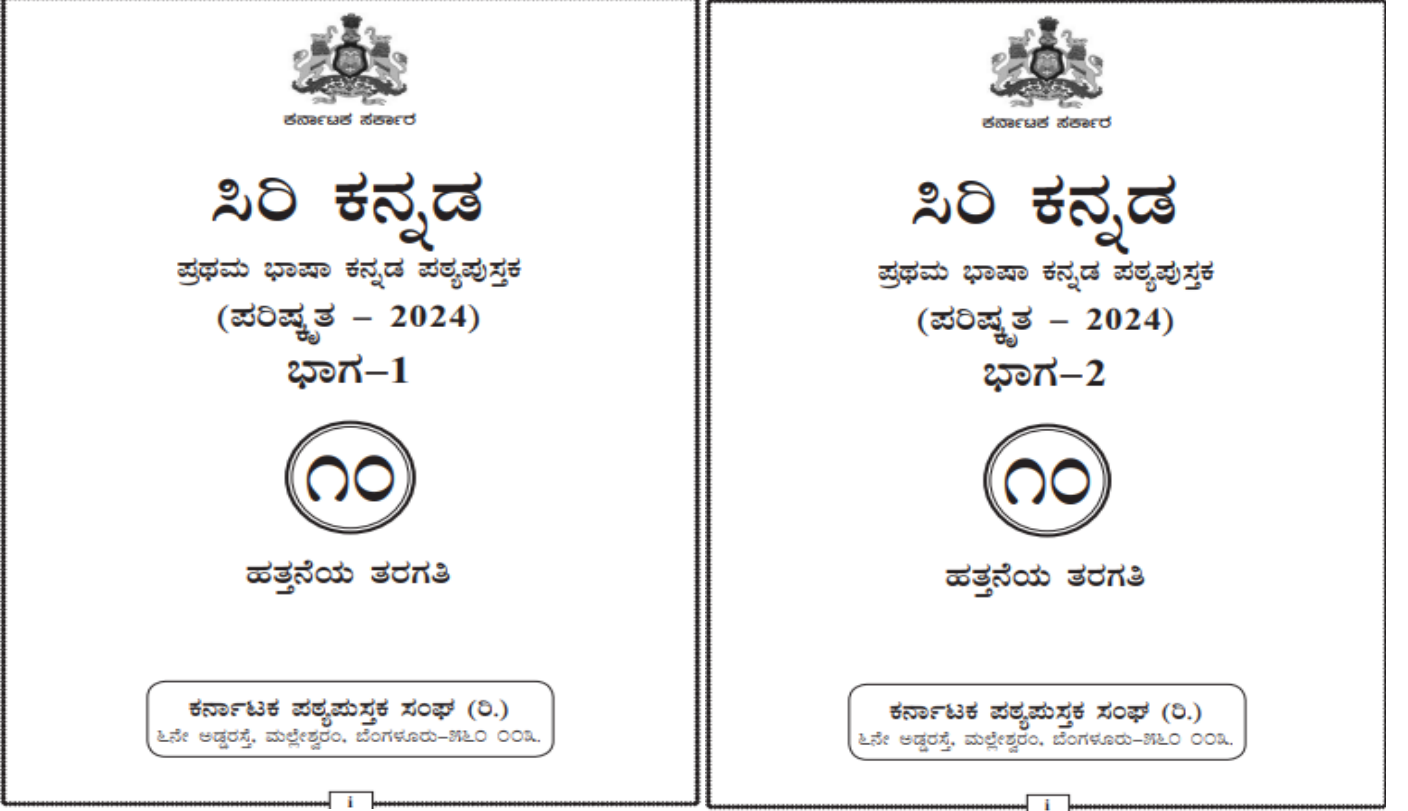 ಕರ್ನಾಟಕ ಸರ್ಕಾರ
ಸಿರಿ ಕನ್ನಡ
ಪ್ರಥಮ ಭಾಷಾ ಕನ್ನಡ ಪಠ್ಯಪುಸ್ತಕ
(ಪರಿಷ್ಕೃತ – 2024)
ಭಾಗ–1
೧೦
ಹತ್ತನೆಯ ತರಗತಿ
ಕರ್ನಾಟಕ ಪಠ್ಯಪುಸ್ತಕ ಸಂಘ (ರಿ.)
೬ನೇ ಅಡ್ಡರಸ್ತೆ, ಮಲ್ಲೇಶ್ವರಂ, ಬೆಂಗಳೂರು–೫೬೦ ೦೦೩.
i
ಕರ್ನಾಟಕ ಸರ್ಕಾರ
ಸಿರಿ ಕನ್ನಡ
ಪ್ರಥಮ ಭಾಷಾ ಕನ್ನಡ ಪಠ್ಯಪುಸ್ತಕ
(ಪರಿಷ್ಕೃತ – 2024)
ಭಾಗ–2
೧೦
ಹತ್ತನೆಯ ತರಗತಿ
ಕರ್ನಾಟಕ ಪಠ್ಯಪುಸ್ತಕ ಸಂಘ (ರಿ.)
೬ನೇ ಅಡ್ಡರಸ್ತೆ, ಮಲ್ಲೇಶ್ವರಂ, ಬೆಂಗಳೂರು–೫೬೦ ೦೦೩.
i